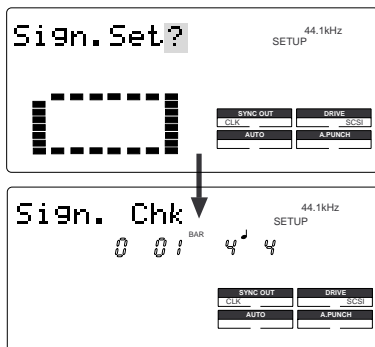 Sign.Set?
44.1kHz
SETUP
SYNC OUT DRIVE
CLK SCSI
AUTO A.PUNCH
Sign. Chk
44.1kHz
SETUP
0 01 BAR 4 ♩ 4
SYNC OUT DRIVE
CLK SCSI
AUTO A.PUNCH